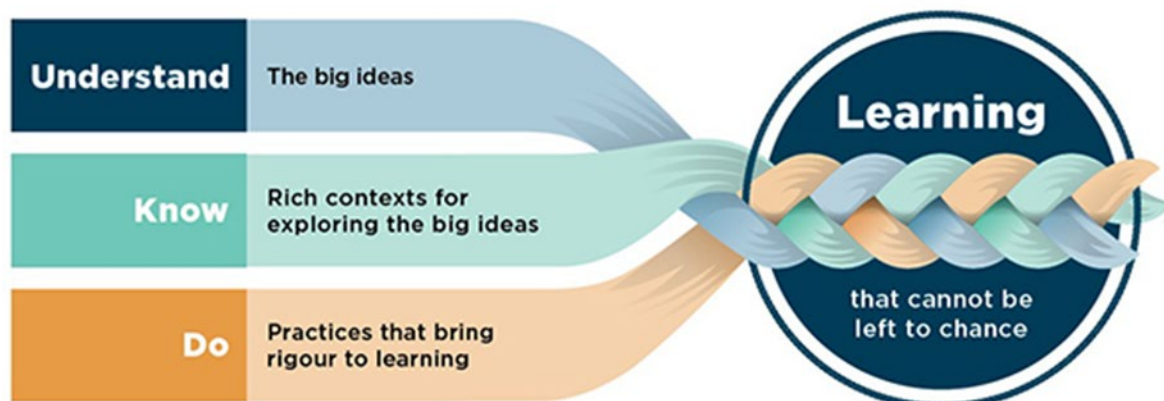 Understand
The big ideas
Know
Rich contexts for
exploring the big ideas
Do
Practices that bring
rigour to learning
Learning
that cannot be
left to chance